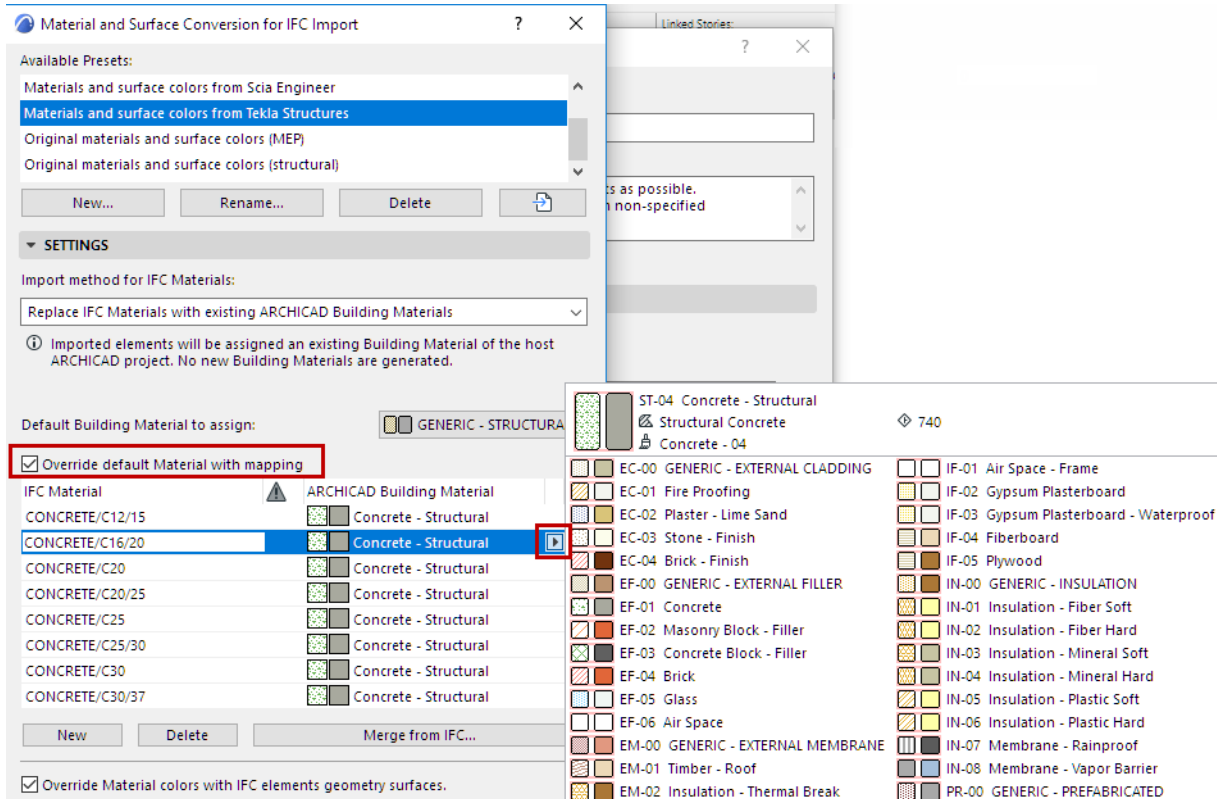 Material and Surface Conversion for IFC Import
?
Linked Stories:
?
Available Presets:
Materials and surface colors from Scia Engineer
Materials and surface colors from Tekla Structures
Original materials and surface colors (MEP)
Original materials and surface colors (structural)
s as possible.
non-specified
New...
Rename...
Delete
SETTINGS
Import method for IFC Materials:
Replace IFC Materials with existing ARCHICAD Building Materials
Imported elements will be assigned an existing Building Material of the host
ARCHICAD project. No new Building Materials are generated.
Default Building Material to assign:
GENERIC - STRUCTURA
Override default Material with mapping
IFC Material
ARCHICAD Building Material
CONCRETE/C12/15
Concrete - Structural
CONCRETE/C16/20
Concrete - Structural
CONCRETE/C20
Concrete - Structural
CONCRETE/C20/25
Concrete - Structural
CONCRETE/C25
Concrete - Structural
CONCRETE/C25/30
Concrete - Structural
CONCRETE/C30
Concrete - Structural
CONCRETE/C30/37
Concrete - Structural
New
Delete
Merge from IFC...
Override Material colors with IFC elements geometry surfaces.
ST-04 Concrete - Structural
Structural Concrete
740
Concrete - 04
EC-00 GENERIC - EXTERNAL CLADDING
EC-01 Fire Proofing
EC-02 Plaster - Lime Sand
EC-03 Stone - Finish
EC-04 Brick - Finish
EF-00 GENERIC - EXTERNAL FILLER
EF-01 Concrete
EF-02 Masonry Block - Filler
EF-03 Concrete Block - Filler
EF-04 Brick
EF-05 Glass
EF-06 Air Space
EM-00 GENERIC - EXTERNAL MEMBRANE
EM-01 Timber - Roof
EM-02 Insulation - Thermal Break
IF-01 Air Space - Frame
IF-02 Gypsum Plasterboard
IF-03 Gypsum Plasterboard - Waterproof
IF-04 Fiberboard
IF-05 Plywood
IN-00 GENERIC - INSULATION
IN-01 Insulation - Fiber Soft
IN-02 Insulation - Fiber Hard
IN-03 Insulation - Mineral Soft
IN-04 Insulation - Mineral Hard
IN-05 Insulation - Plastic Soft
IN-06 Insulation - Plastic Hard
IN-07 Membrane - Rainproof
IN-08 Membrane - Vapor Barrier
PR-00 GENERIC - PREFABRICATED